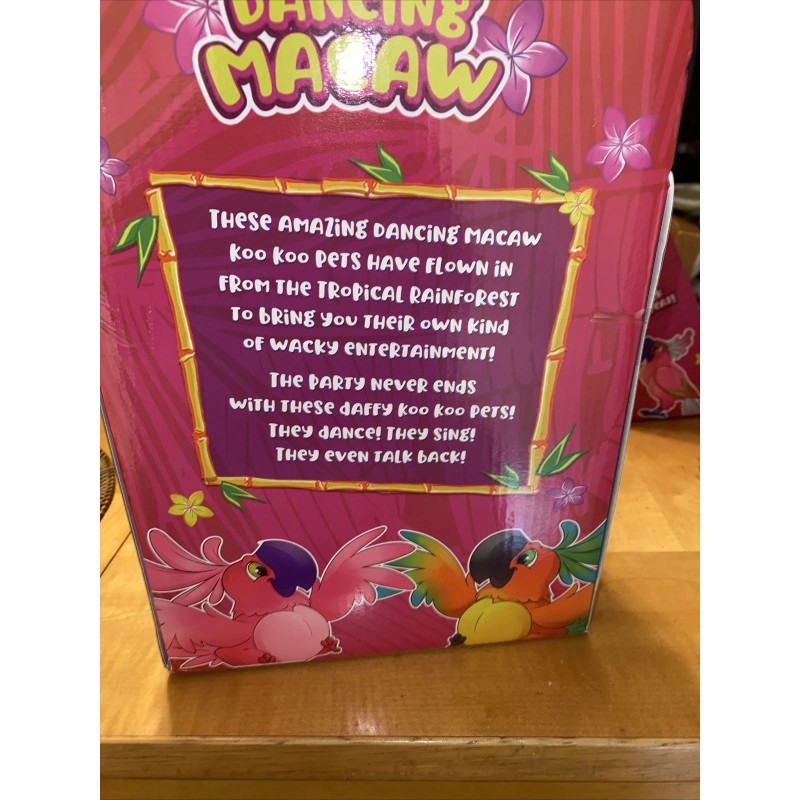 DANCING
MACAW
THESE AMAZING DANCING MACAW
KOO KOO PETS HAVE FLOWN IN
FROM THE TROPICAL RAINFOREST
TO BRING YOU THEIR OWN KIND
OF WACKY ENTERTAINMENT!
THE PARTY NEVER ENDS
WITH THESE DAFFY KOO KOO PETS!
THEY DANCE! THEY SING!
THEY EVEN TALK BACK!